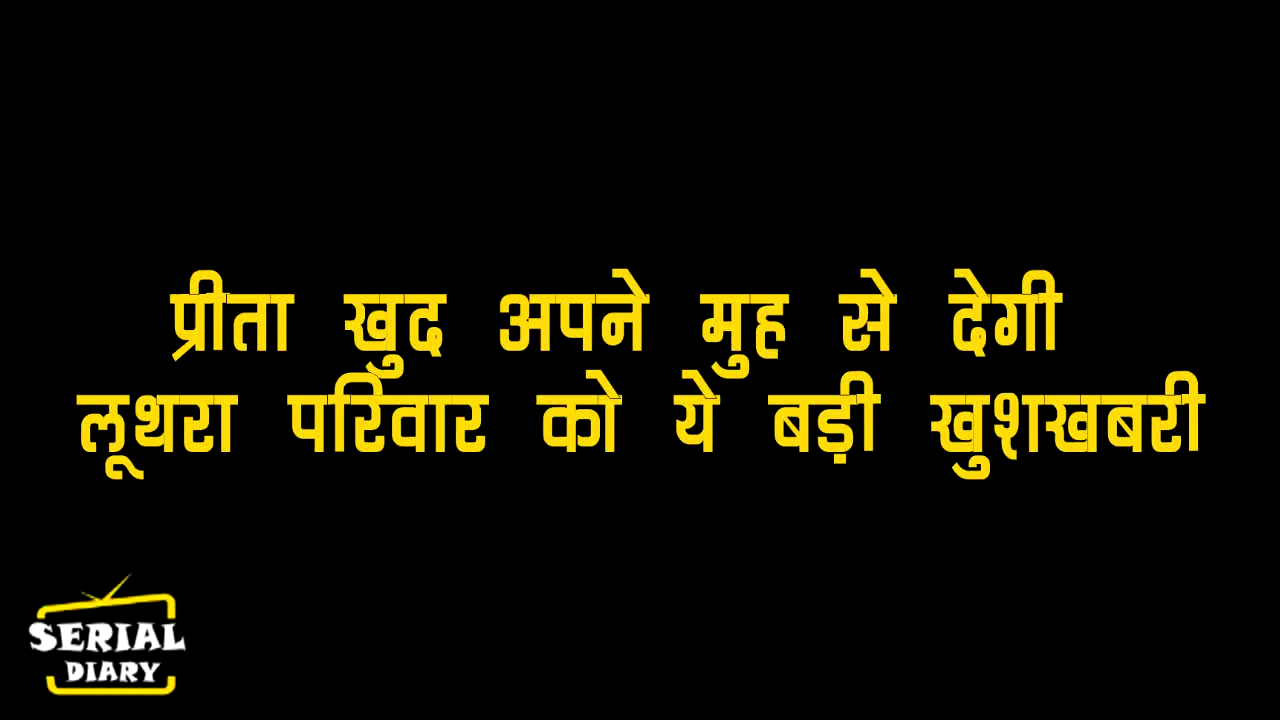 प्रीता खुद अपने मुह से देगी
लूथरा परिवार को ये बड़ी खुशखबरी
SERIAL
DIARY